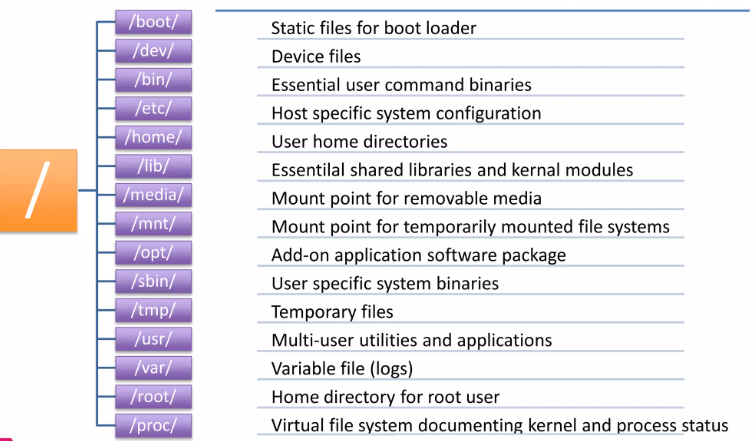 /
/boot/ Static files for boot loader
/dev/ Device files
/bin/ Essential user command binaries
/etc/ Host specific system configuration
/home/ User home directories
/lib/ Essentilal shared libraries and kernal modules
/media/ Mount point for removable media
/mnt/ Mount point for temporarily mounted file systems
/opt/ Add-on application software package
/sbin/ User specific system binaries
/tmp/ Temporary files
/usr/ Multi-user utilities and applications
/var/ Variable file (logs)
/root/ Home directory for root user
/proc/ Virtual file system documenting kernel and process status